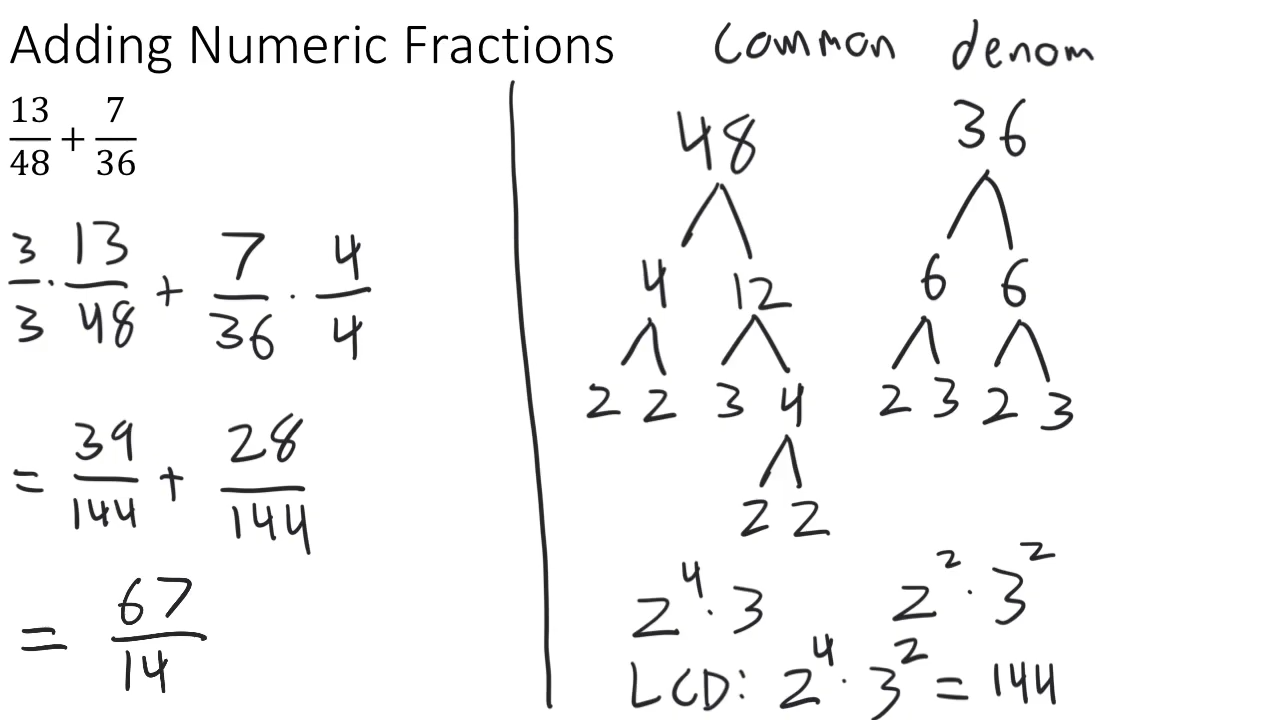 Adding Numeric Fractions
13/48 + 7/36
3/3 · 13/48 + 7/36 · 4/4
= 39/144 + 28/144
= 67/14
common denom
48 36
4 12 6 6
2 2 3 4 2 3 2 3
2 2
2⁴ · 3 2² · 3²
LCD: 2⁴ · 3² = 144